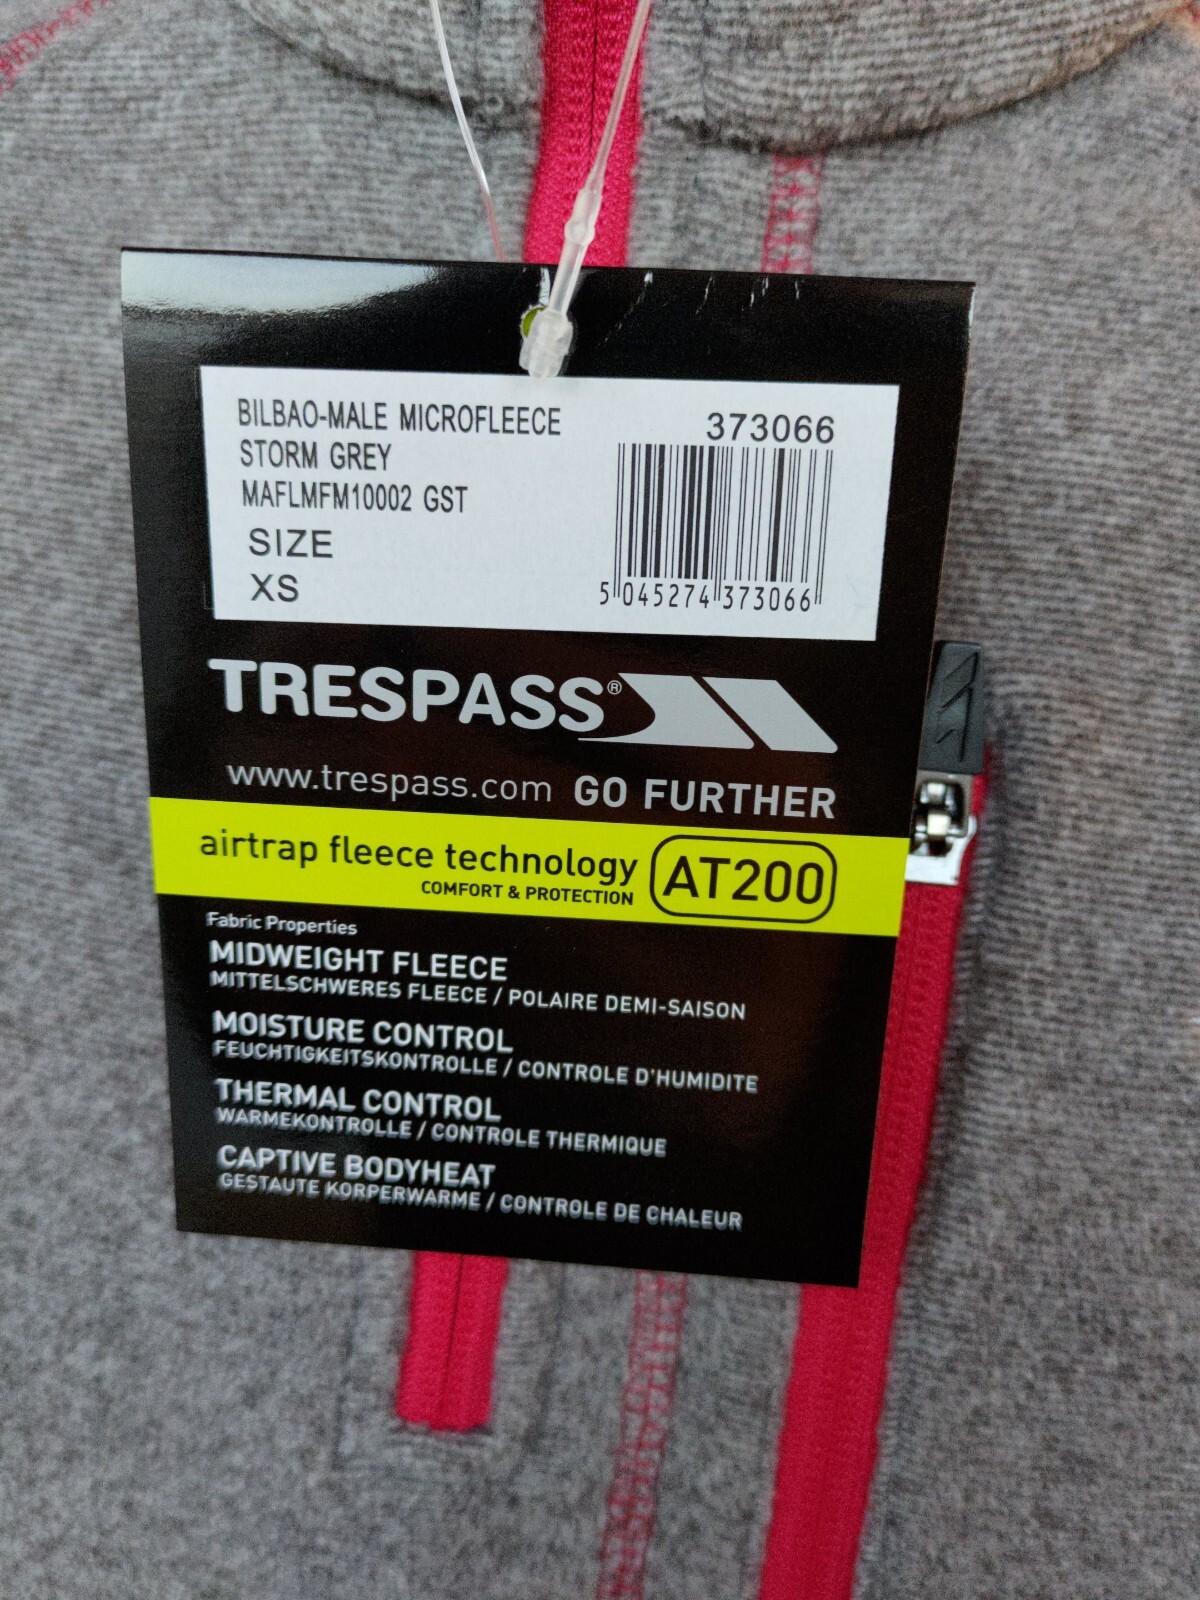 BILBAO-MALE MICROFLEECE
STORM GREY
MAFLMFM10002 GST
SIZE
XS
373066
5 045274 373066
TRESPASS®
www.trespass.com GO FURTHER
airtrap fleece technology
COMFORT & PROTECTION
AT200
Fabric Properties
MIDWEIGHT FLEECE
MITTELSCHWERES FLEECE / POLAIRE DEMI-SAISON
MOISTURE CONTROL
FEUCHTIGKEITSKONTROLLE / CONTROLE D'HUMIDITE
THERMAL CONTROL
WARMEKONTROLLE / CONTROLE THERMIQUE
CAPTIVE BODYHEAT
GESTAUTE KORPERWARME / CONTROLE DE CHALEUR